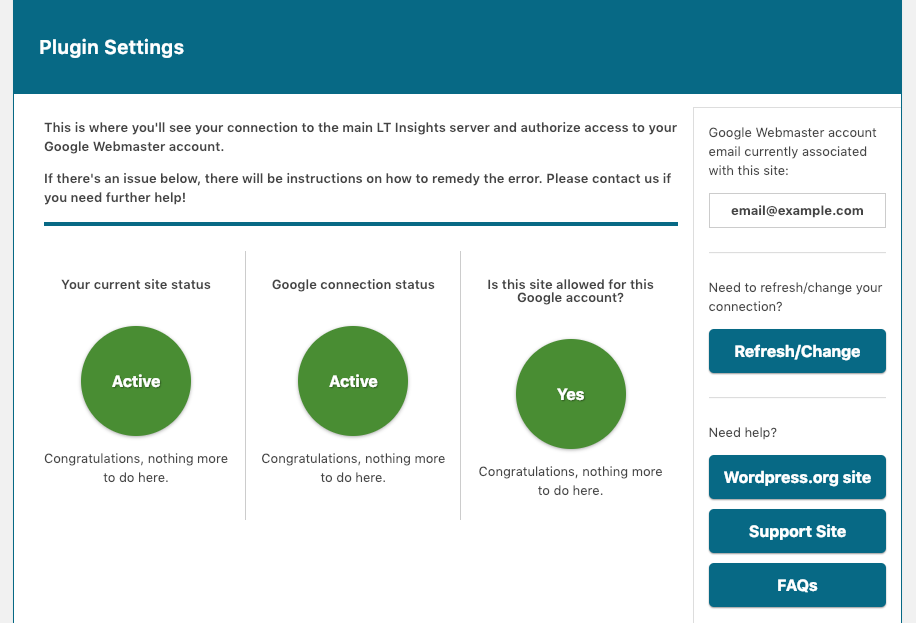 Plugin Settings
This is where you'll see your connection to the main LT Insights server and authorize access to your
Google Webmaster account.
If there's an issue below, there will be instructions on how to remedy the error. Please contact us if
you need further help!
Your current site status
Active
Congratulations, nothing more
to do here.
Google connection status
Active
Congratulations, nothing more
to do here.
Is this site allowed for this
Google account?
Yes
Congratulations, nothing more
to do here.
Google Webmaster account
email currently associated
with this site:
email@example.com
Need to refresh/change your
connection?
Refresh/Change
Need help?
Wordpress.org site
Support Site
FAQs